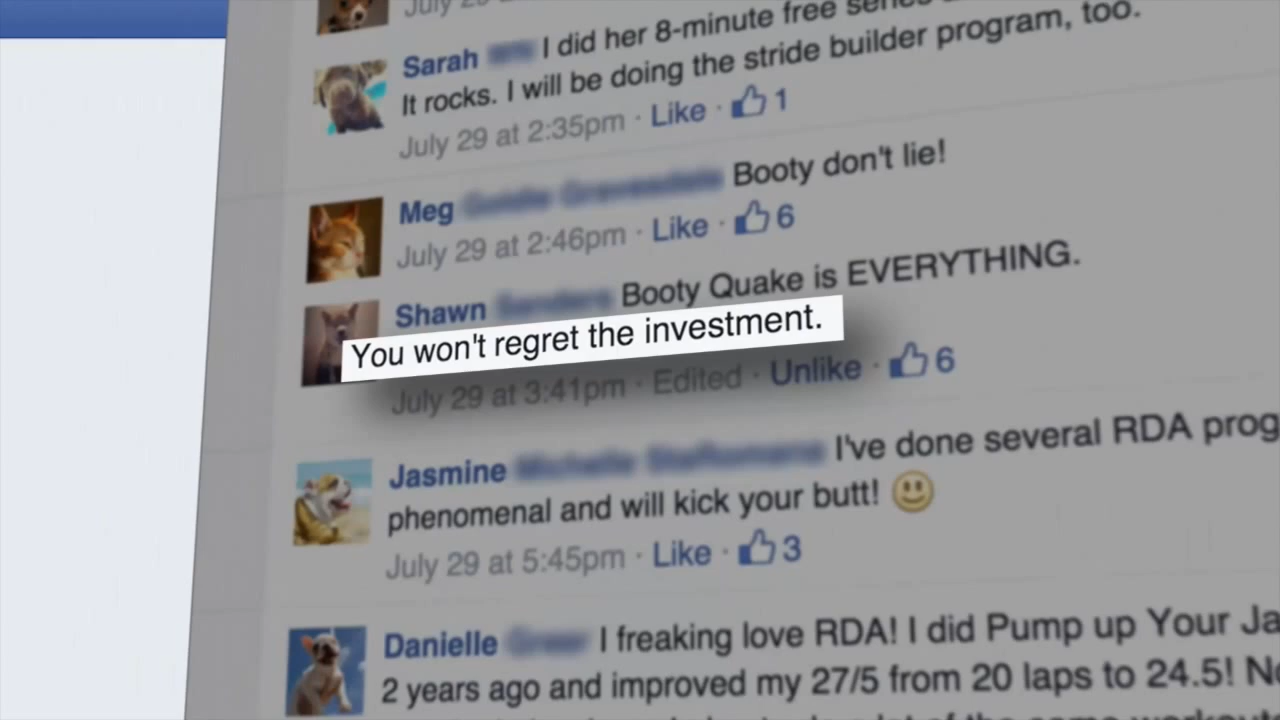 July
Sarah I did her 8-minute free
It rocks. I will be doing the stride builder program, too.
July 29 at 2:35pm · Like · 1
Meg Booty don't lie!
July 29 at 2:46pm · Like · 6
Shawn Booty Quake is EVERYTHING.
You won't regret the investment.
July 29 at 3:41pm · Edited · Unlike · 6
Jasmine I've done several RDA
phenomenal and will kick your butt!
July 29 at 5:45pm · Like · 3
Danielle I freaking love RDA! I did Pump up Your
2 years ago and improved my 27/5 from 20 laps to 24.5!